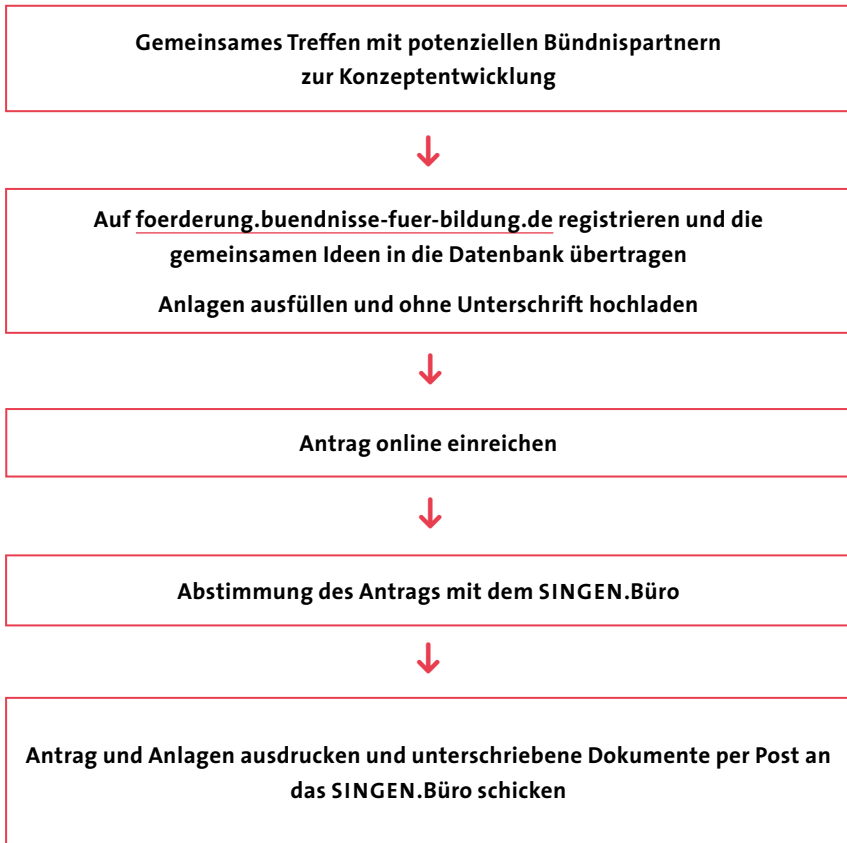 Gemeinsames Treffen mit potenziellen Bündnispartnern
zur Konzeptentwicklung
Auf foerderung.buendnisse-fuer-bildung.de registrieren und die
gemeinsamen Ideen in die Datenbank übertragen
Anlagen ausfüllen und ohne Unterschrift hochladen
Antrag online einreichen
Abstimmung des Antrags mit dem SINGEN.Büro
Antrag und Anlagen ausdrucken und unterschriebene Dokumente per Post an
das SINGEN.Büro schicken